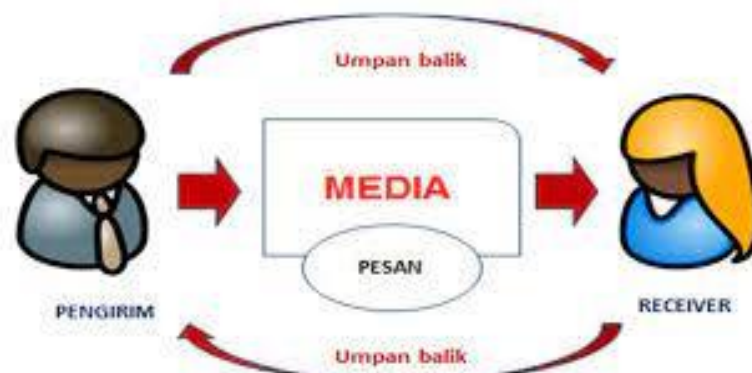 Umpan balik
MEDIA
PESAN
PENGIRIM
RECEIVER
Umpan balik